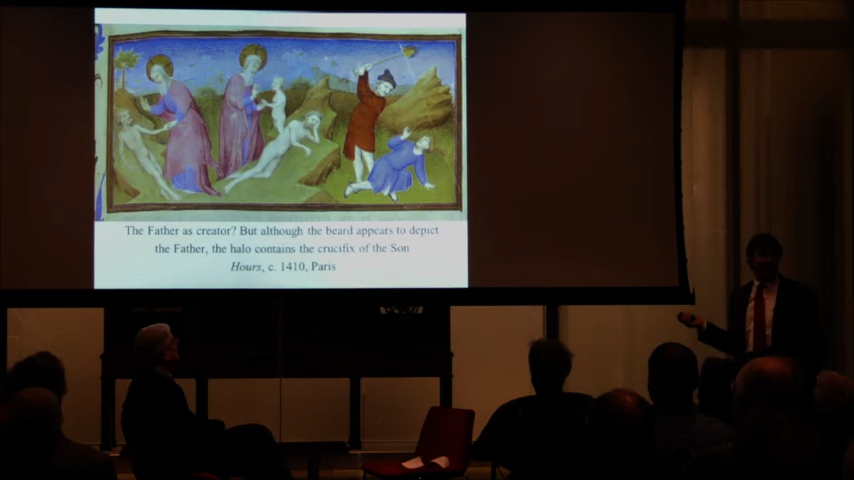 The Father as creator? But although the beard appears to depict
the Father, the halo contains the crucifix of the Son
Hours, c. 1410, Paris